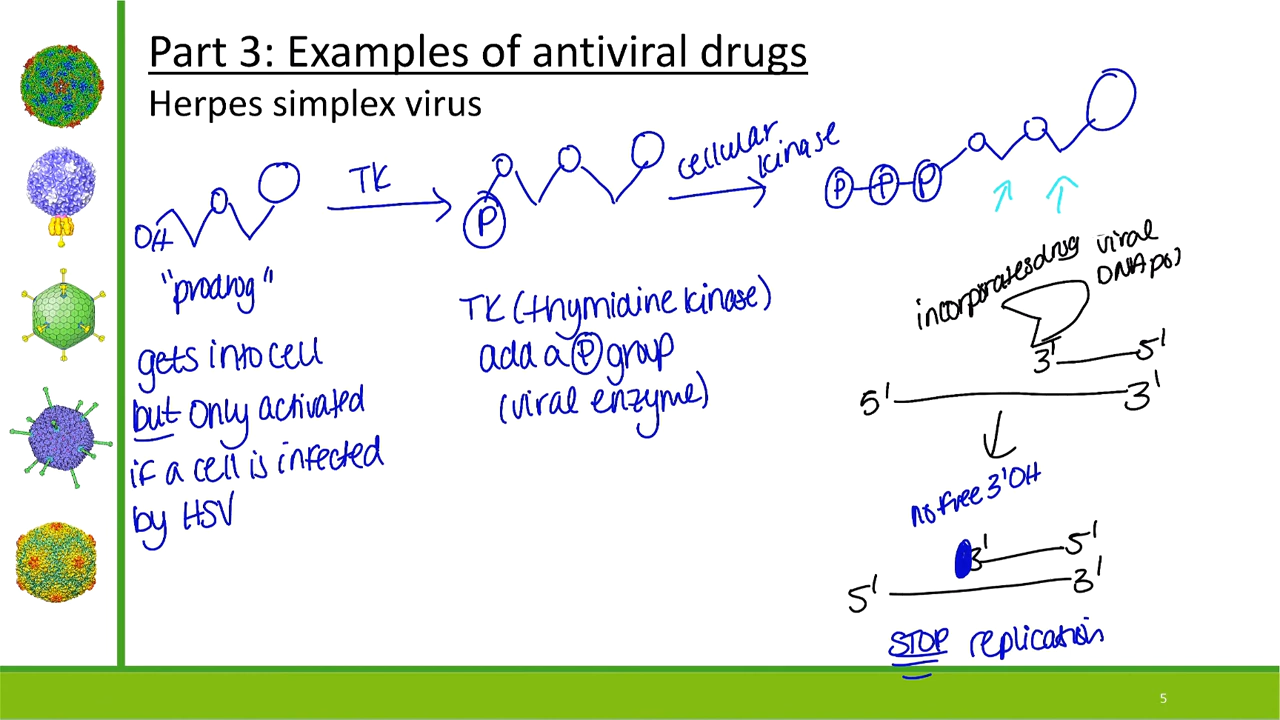 Part 3: Examples of antiviral drugs
Herpes simplex virus
OH
O
"prodrug"
gets into cell
but only activated
if a cell is infected
by HSV
TK
P
O
O
TK (thymidine kinase)
add a P group
(viral enzyme)
cellular
kinase
P P P
O
O
incorporates drug
viral
DNA pol
3' 5'
5' 3'
no free 3'OH
3' 5'
5' 3'
STOP replication
5